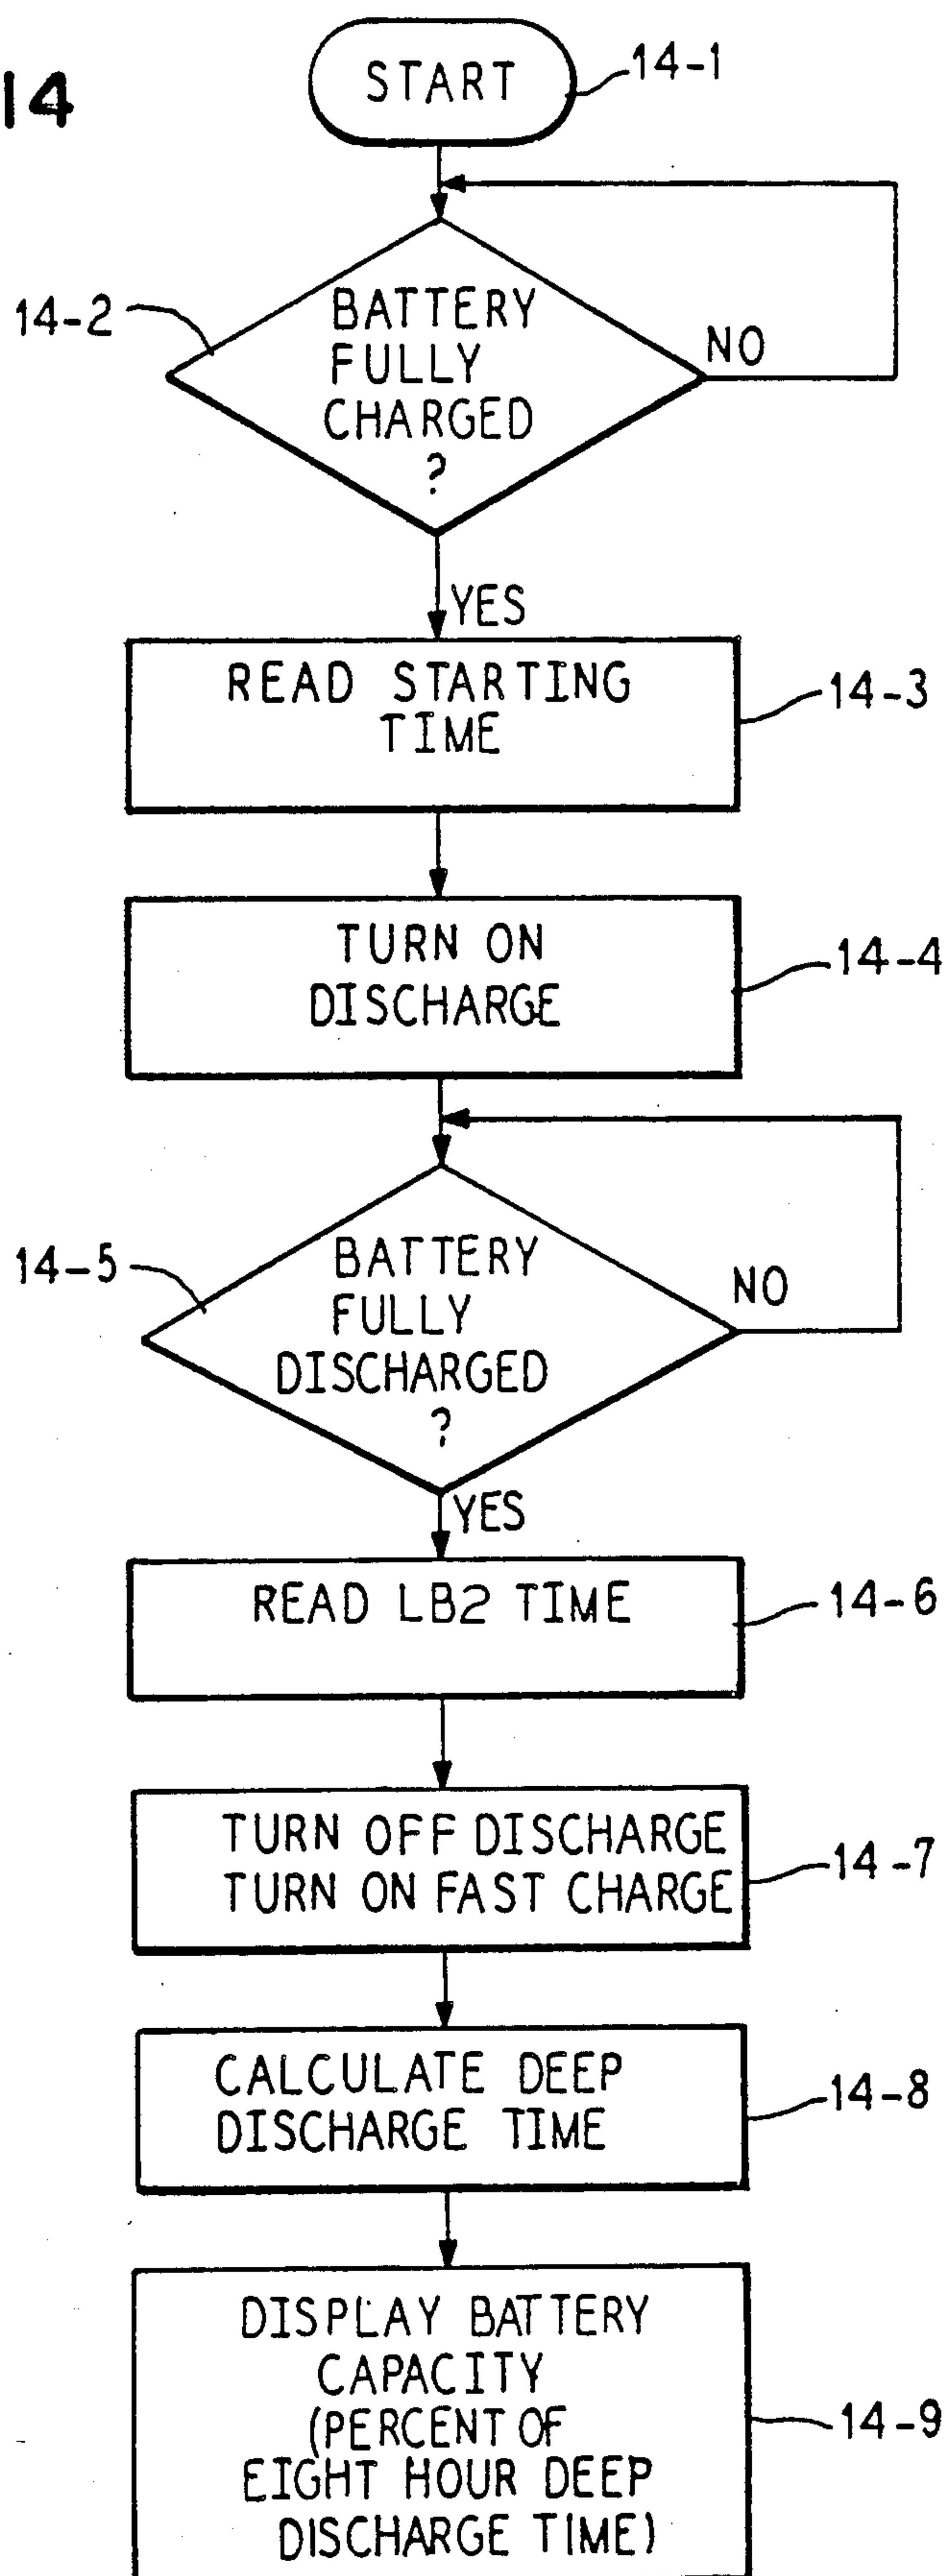 14
START
14-1
14-2
BATTERY
FULLY
CHARGED
?
NO
YES
READ STARTING
TIME
14-3
TURN ON
DISCHARGE
14-4
14-5
BATTERY
FULLY
DISCHARGED
?
NO
YES
READ LB2 TIME
14-6
TURN OFF DISCHARGE
TURN ON FAST CHARGE
14-7
CALCULATE DEEP
DISCHARGE TIME
14-8
DISPLAY BATTERY
CAPACITY
(PERCENT OF
EIGHT HOUR DEEP
DISCHARGE TIME)
14-9